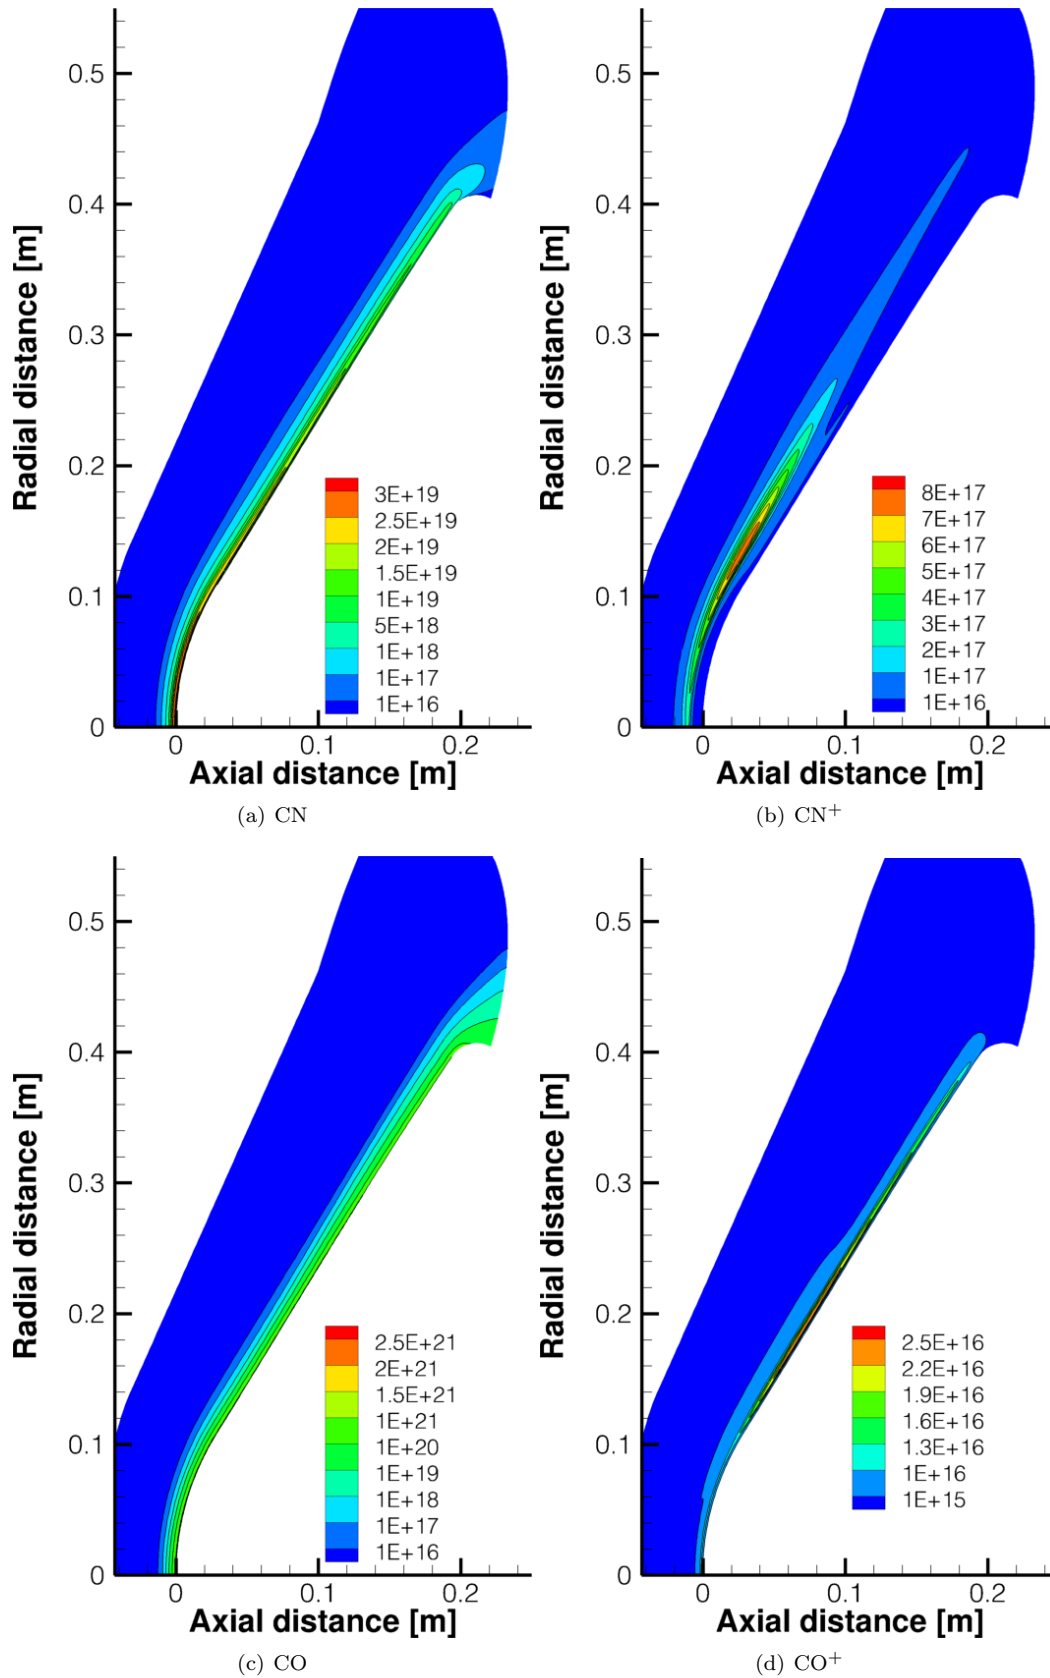 0.5
0.4
0.3
0.2
0.1
0
Radial distance [m]
3E+19
2.5E+19
2E+19
1.5E+19
1E+19
5E+18
1E+18
1E+17
1E+16
0 0.1 0.2
Axial distance [m]
(a) CN
0.5
0.4
0.3
0.2
0.1
0
Radial distance [m]
8E+17
7E+17
6E+17
5E+17
4E+17
3E+17
2E+17
1E+17
1E+16
0 0.1 0.2
Axial distance [m]
(b) CN⁺
0.5
0.4
0.3
0.2
0.1
0
Radial distance [m]
2.5E+21
2E+21
1.5E+21
1E+21
1E+20
1E+19
1E+18
1E+17
1E+16
0 0.1 0.2
Axial distance [m]
(c) CO
0.5
0.4
0.3
0.2
0.1
0
Radial distance [m]
2.5E+16
2.2E+16
1.9E+16
1.6E+16
1.3E+16
1E+16
1E+15
0 0.1 0.2
Axial distance [m]
(d) CO⁺